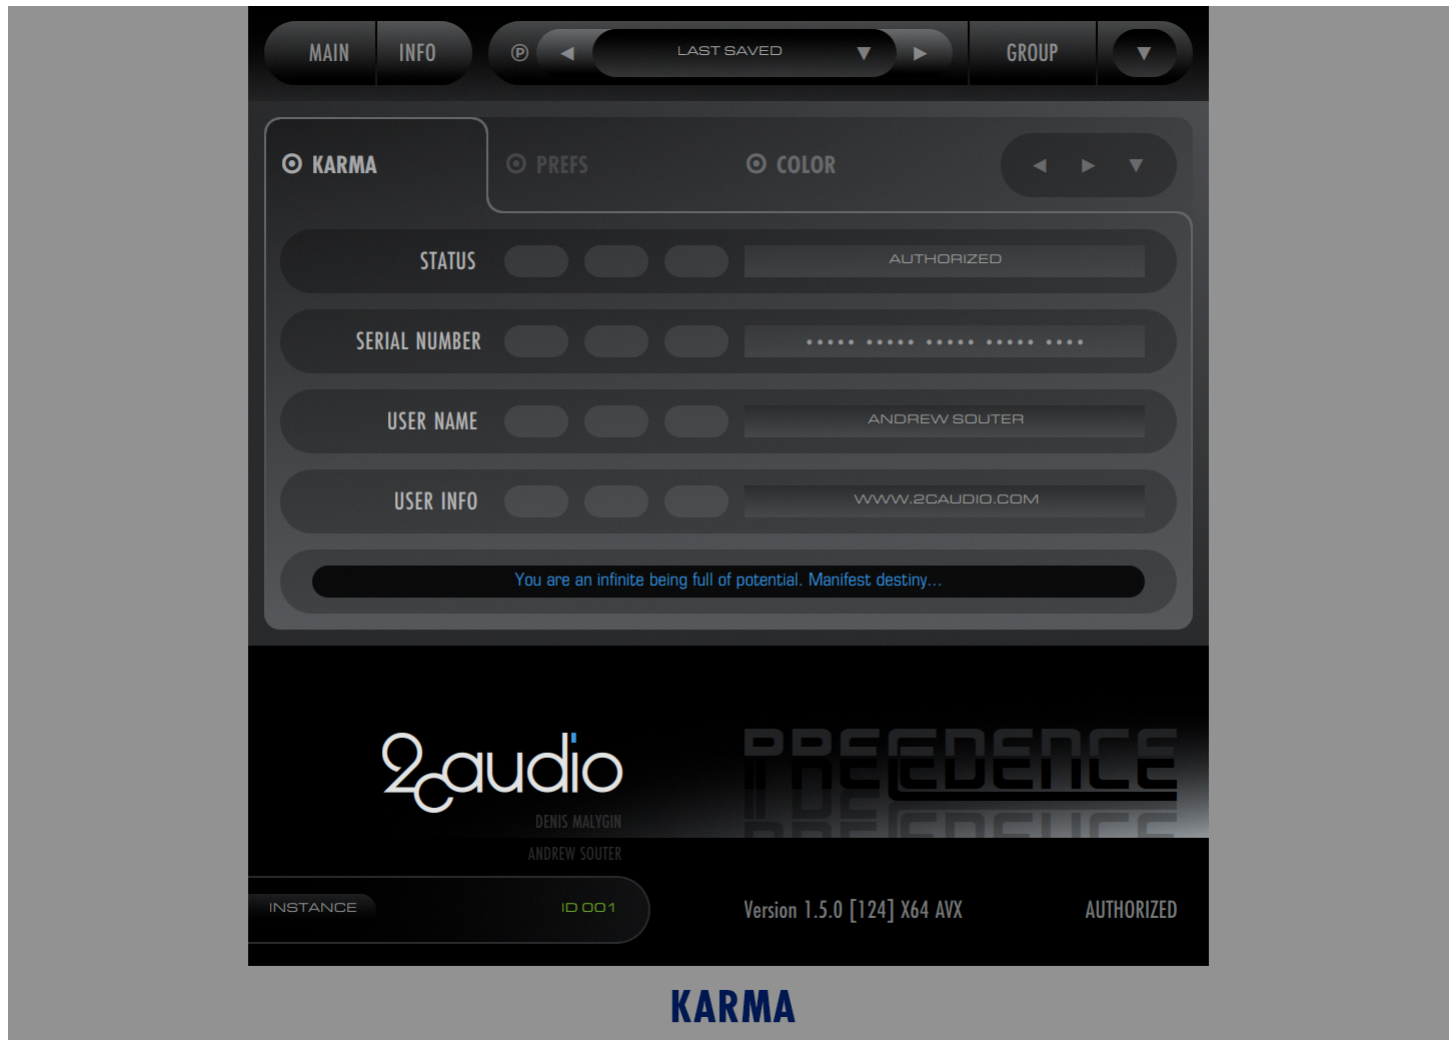 MAIN INFO Ⓟ ◀ LAST SAVED ▼ ▶ GROUP ▼
KARMA PREFS COLOR ◀ ▶ ▼
STATUS AUTHORIZED
SERIAL NUMBER ••••• ••••• ••••• ••••• ••••
USER NAME ANDREW SOUTER
USER INFO WWW.2CAUDIO.COM
You are an infinite being full of potential. Manifest destiny...
2caudio PRECEDENCE
DENIS MALYGIN
ANDREW SOUTER
INSTANCE ID 001 Version 1.5.0 [124] X64 AVX AUTHORIZED
KARMA